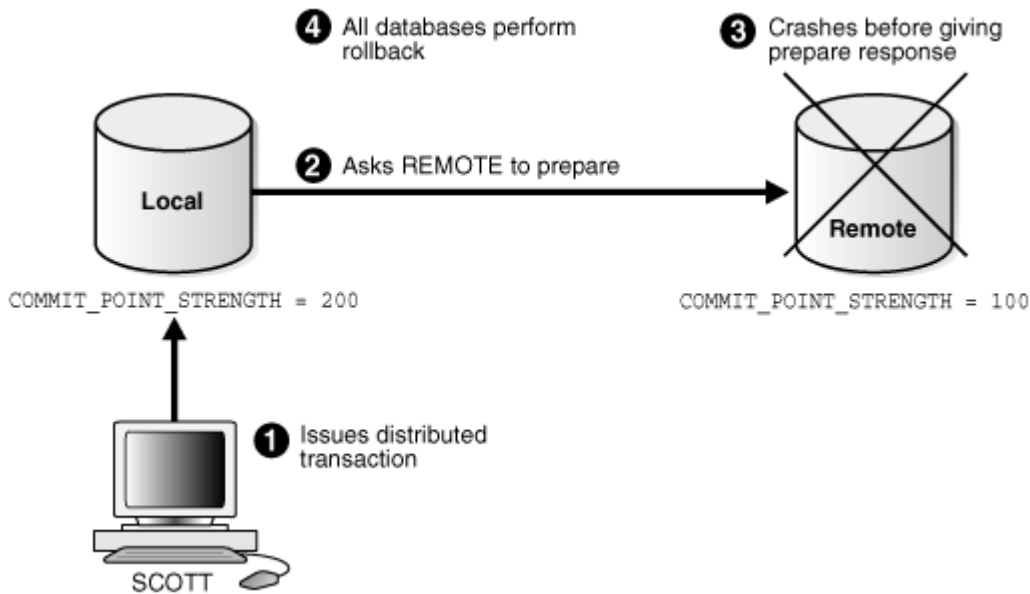 4 All databases perform
rollback
3 Crashes before giving
prepare response
2 Asks REMOTE to prepare
Local
Remote
COMMIT_POINT_STRENGTH = 200
COMMIT_POINT_STRENGTH = 100
1 Issues distributed
transaction
SCOTT